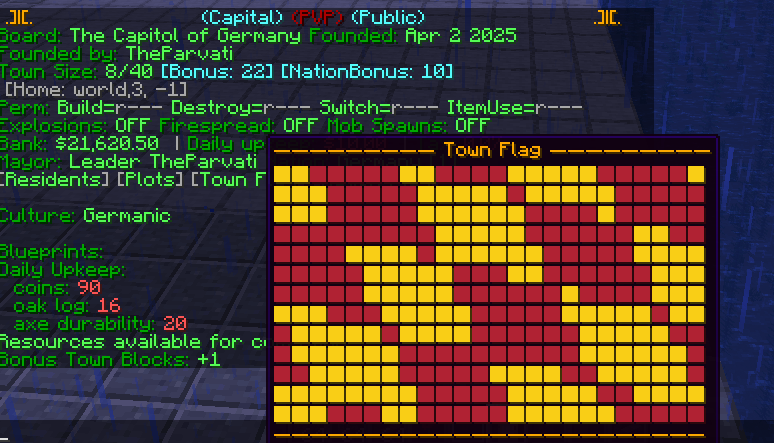 .][. (Capital) (PVP) (Public) .][.
Board: The Capitol of Germany Founded: Apr 2 2025
Founded by: TheParvati
Town Size: 8/40 [Bonus: 22] [NationBonus: 10]
[Home: world,3, -1]
Perm: Build=r--- Destroy=r--- Switch=r--- ItemUse=r---
Explosions: OFF Firespread: OFF Mob Spawns: OFF
Bank: $21,620.50 | Daily up
Mayor: Leader TheParvati
[Residents] [Plots] [Town F
Culture: Germanic
Blueprints:
Daily Upkeep:
coins: 90
oak log: 16
axe durability: 20
Resources available for c
Bonus Town Blocks: +1
Town Flag